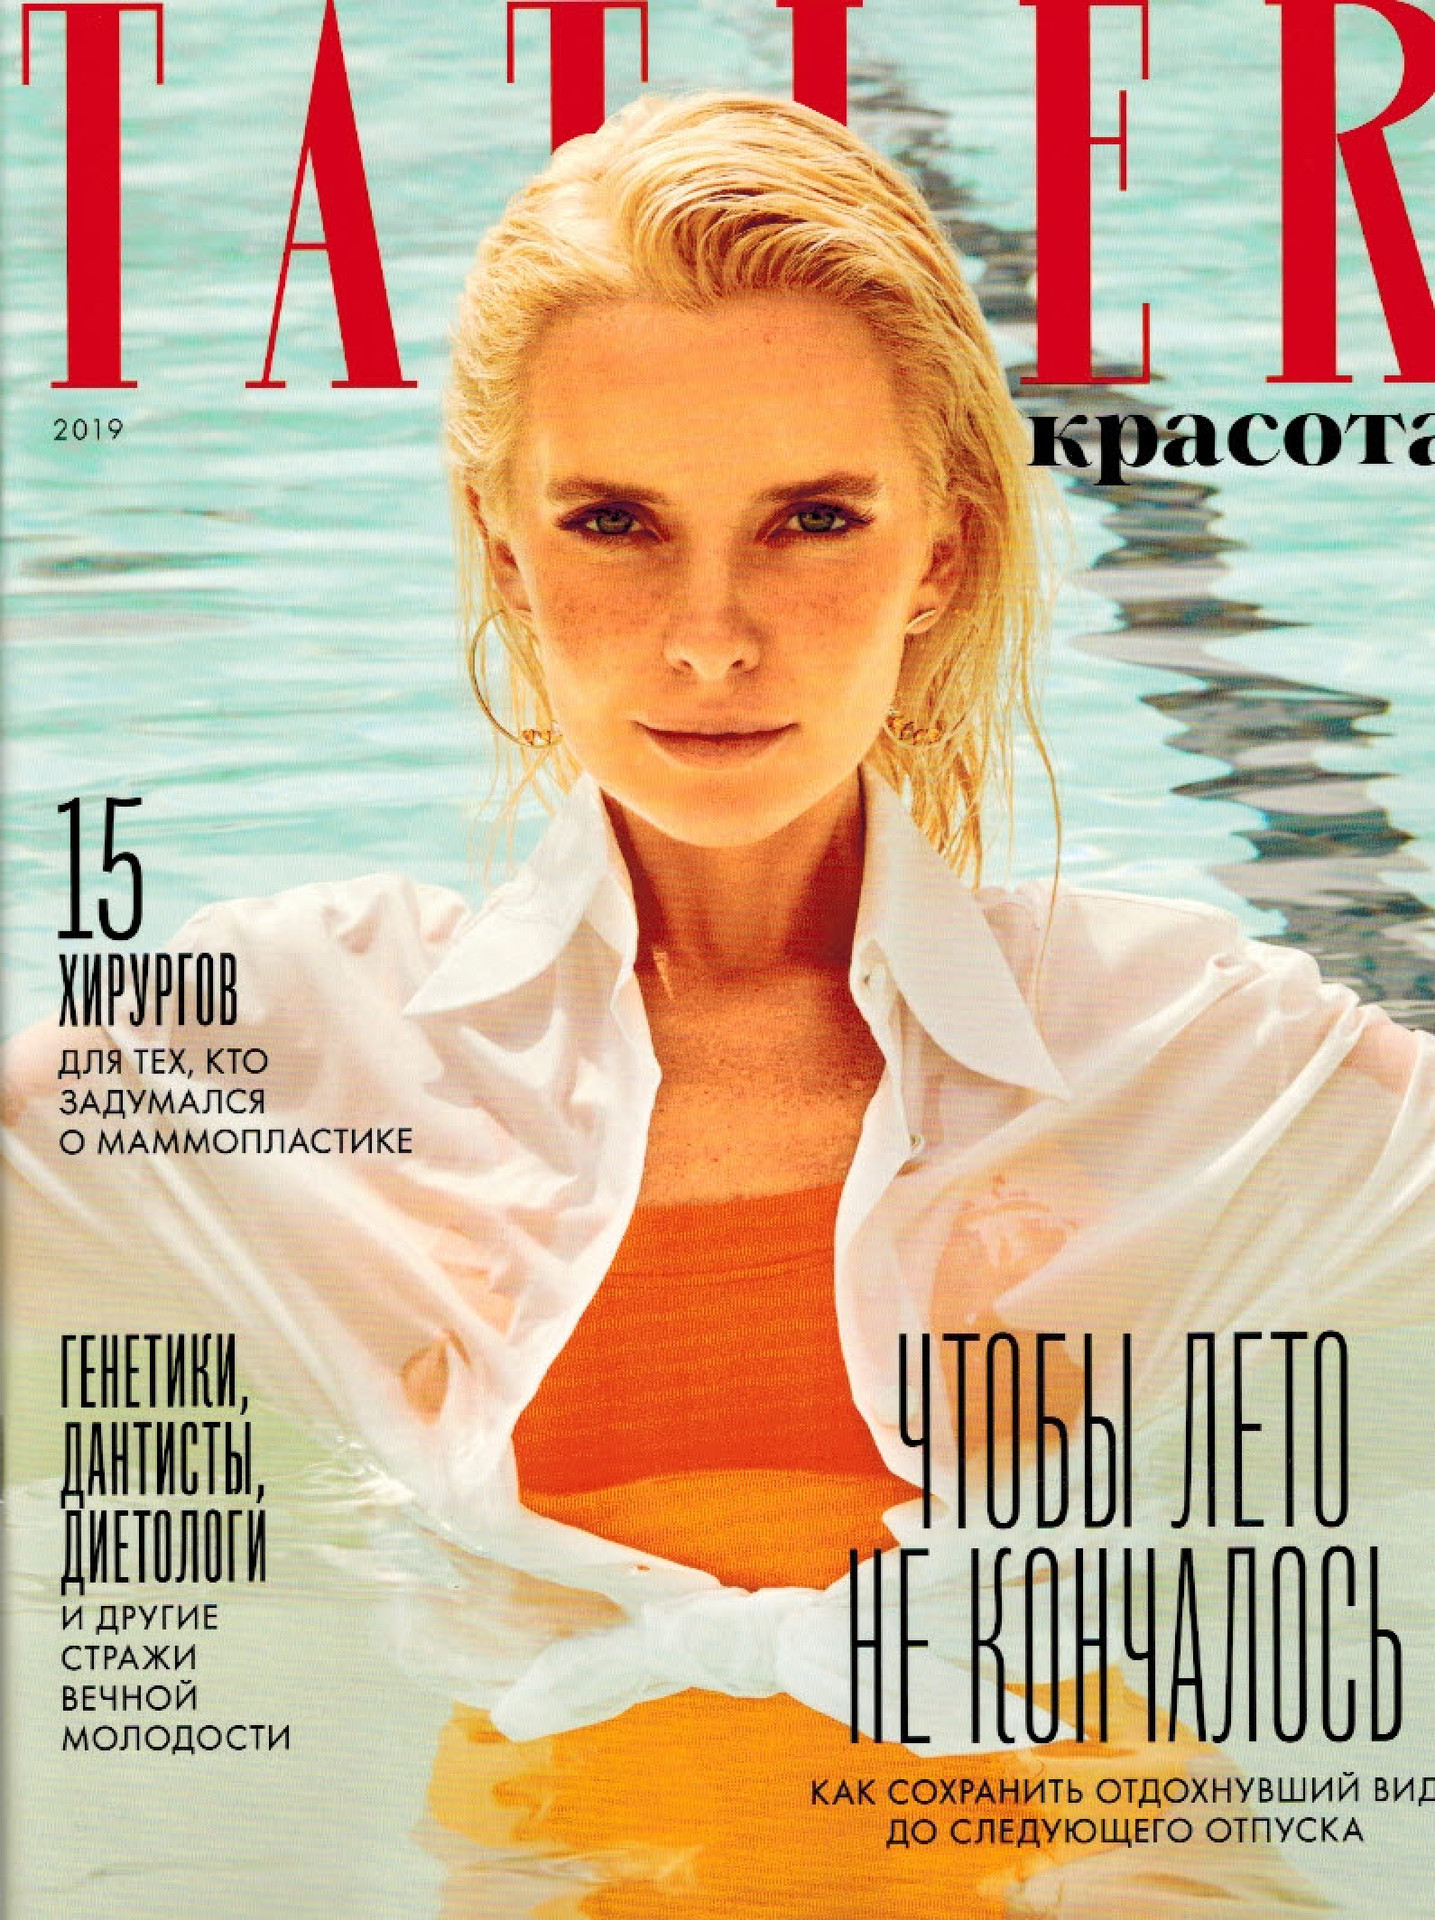 TATLER
2019
красота
15
ХИРУРГОВ
ДЛЯ ТЕХ, КТО
ЗАДУМАЛСЯ
О МАММОПЛАСТИКЕ
ГЕНЕТИКИ,
ДАНТИСТЫ,
ДИЕТОЛОГИ
И ДРУГИЕ
СТРАЖИ
ВЕЧНОЙ
МОЛОДОСТИ
ЧТОБЫ ЛЕТО
НЕ КОНЧАЛОСЬ
КАК СОХРАНИТЬ ОТДОХНУВШИЙ ВИД
ДО СЛЕДУЮЩЕГО ОТПУСКА